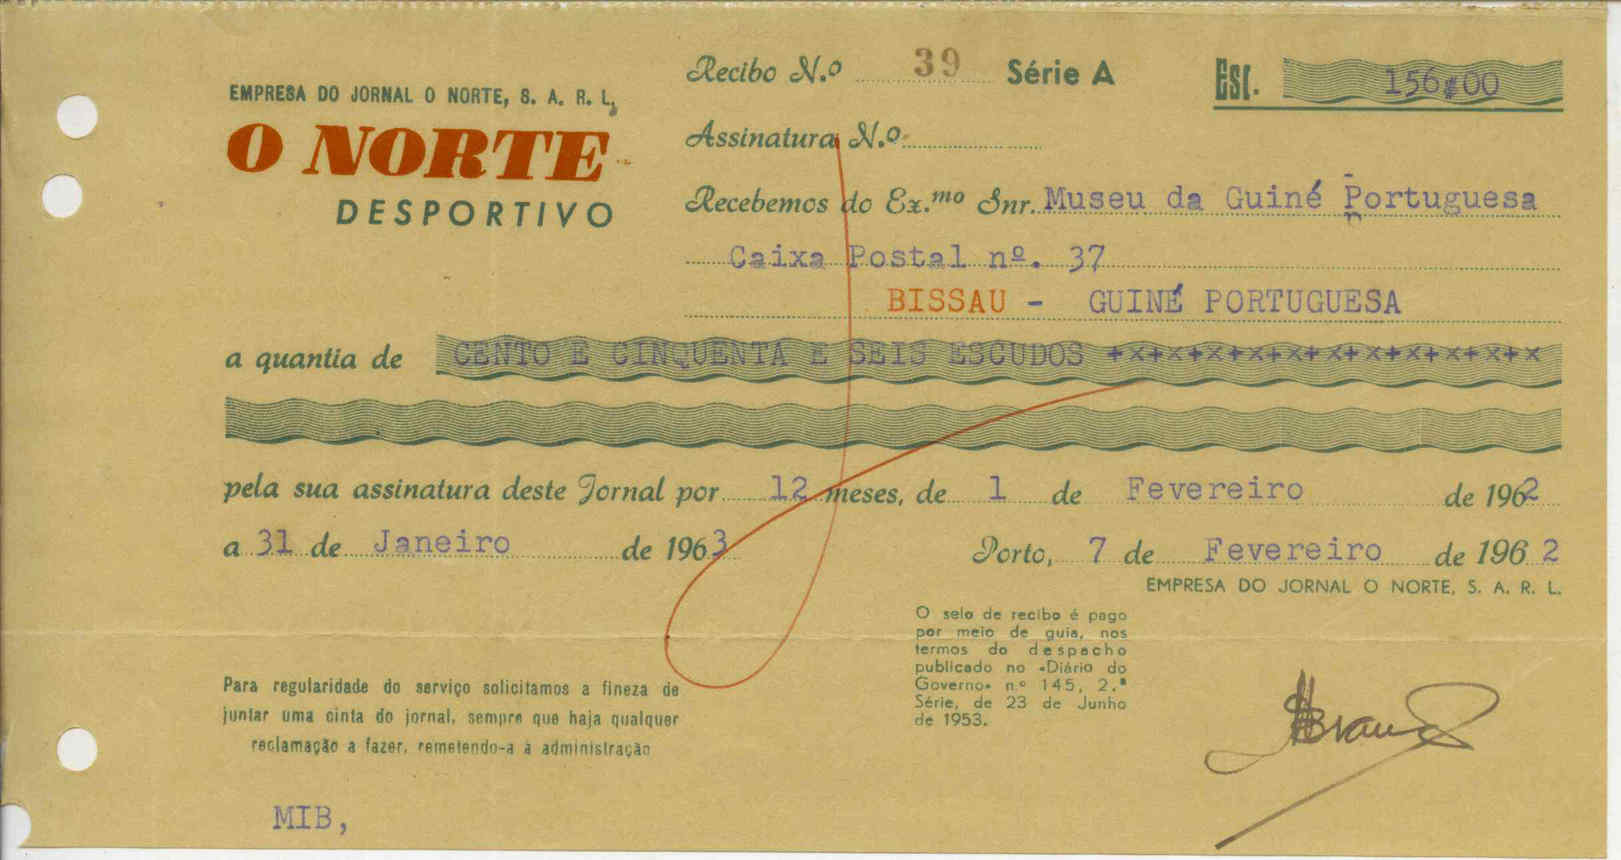 EMPRESA DO JORNAL O NORTE, S. A. R. L,
O NORTE
DESPORTIVO
Recibo N.º 39 Série A Esc. 156$00
Assinatura N.º
Recebemos do Ex.mo Snr. Museu da Guiné Portuguesa
Caixa Postal nº. 37
BISSAU - GUINÉ PORTUGUESA
a quantia de CENTO E CINQUENTA E SEIS ESCUDOS +x+x+x+x+x+x+x+x+x+x+x
pela sua assinatura deste Jornal por 12 meses, de 1 de Fevereiro de 1962
a 31 de Janeiro de 1963 Porto, 7 de Fevereiro de 1962
EMPRESA DO JORNAL O NORTE, S. A. R. L.
O selo de recibo é pago
por meio de guia, nos
termos do despacho
publicado no «Diário do
Governo» n.º 145, 2.ª
Série, de 23 de Junho
de 1953.
Para regularidade do serviço solicitamos a fineza de
juntar uma cinta do jornal, sempre que haja qualquer
reclamação a fazer, remetendo-a à administração
MIB,